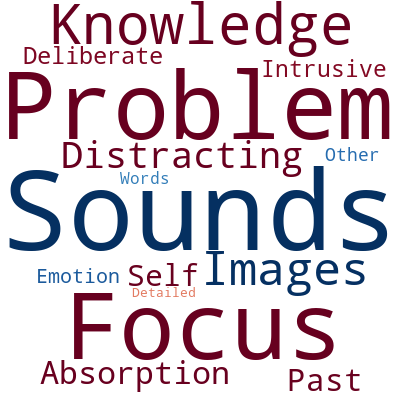 Knowledge
Deliberate
Intrusive
Problem
Distracting
Other
Words
Sounds
Images
Emotion
Self
Detailed
Focus
Absorption
Past